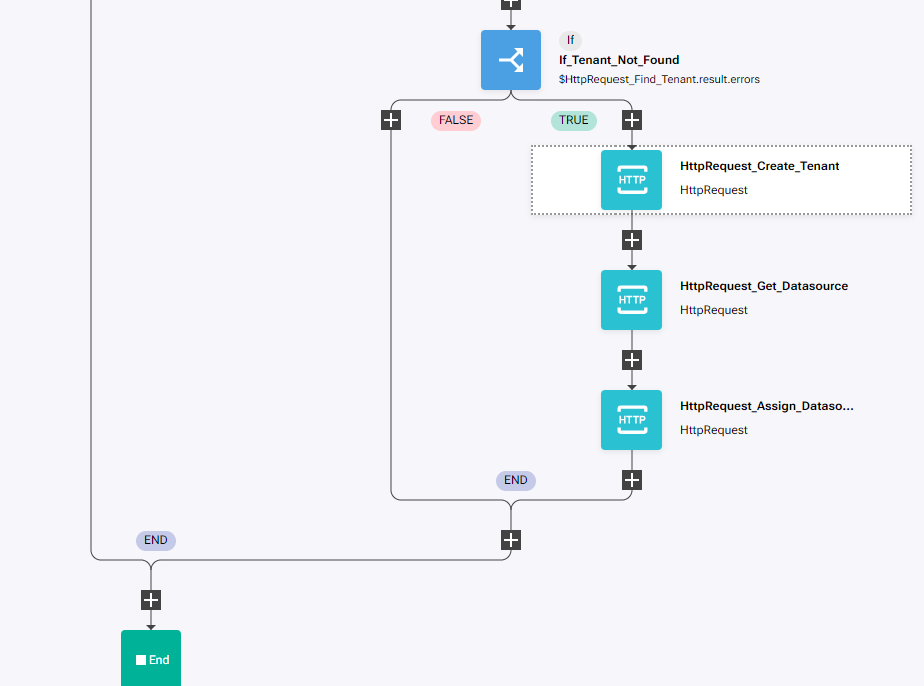 If
If_Tenant_Not_Found
$HttpRequest_Find_Tenant.result.errors
FALSE
TRUE
HTTP
HttpRequest_Create_Tenant
HttpRequest
HTTP
HttpRequest_Get_Datasource
HttpRequest
HTTP
HttpRequest_Assign_Dataso...
HttpRequest
END
END
End